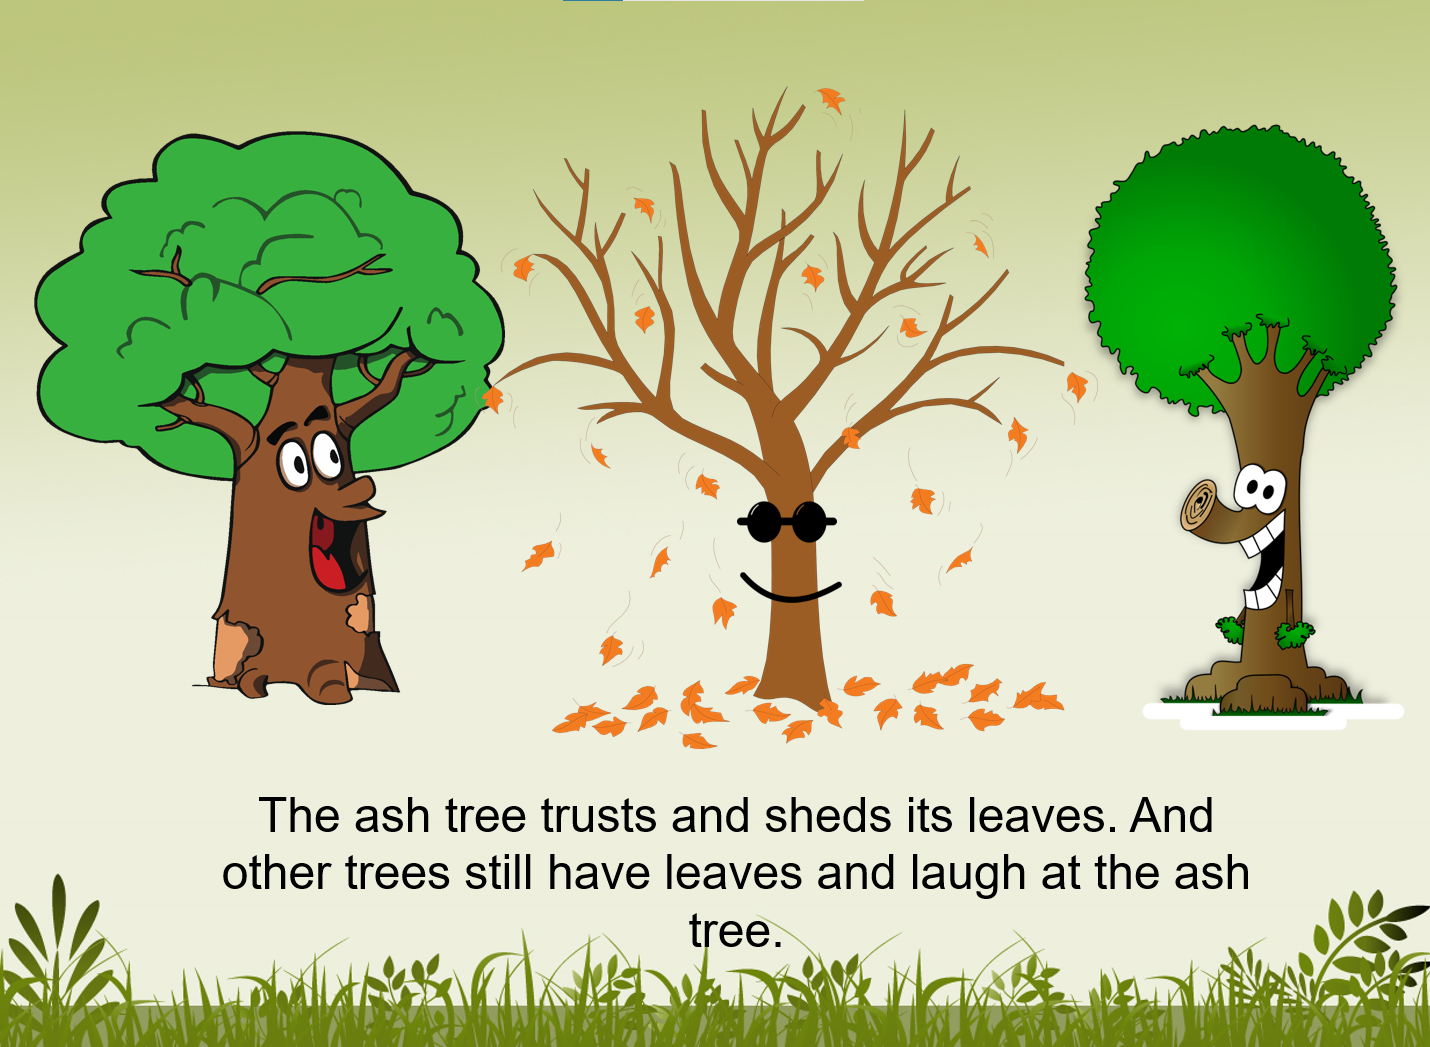 The ash tree trusts and sheds its leaves. And
other trees still have leaves and laugh at the ash
tree.